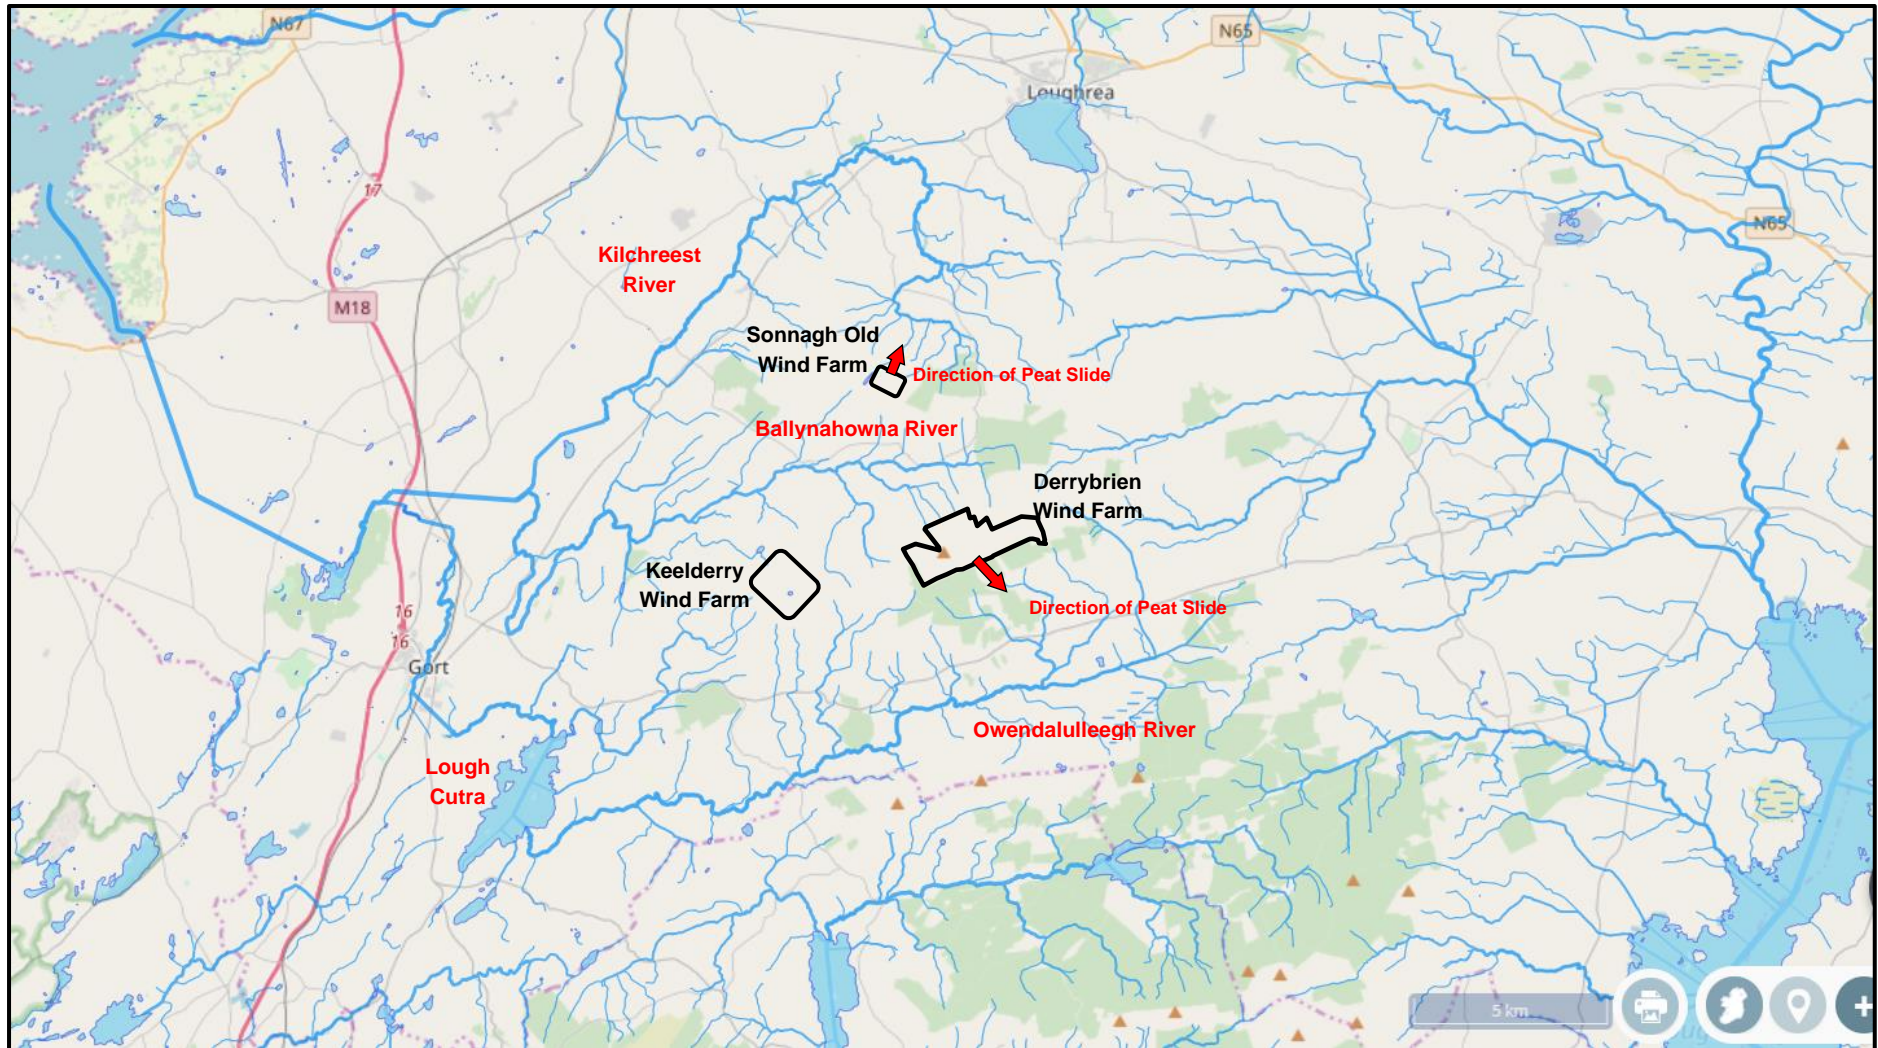 N67
N65
Loughrea
17
N65
Kilchreest
River
M18
Sonnagh Old
Wind Farm
Direction of Peat Slide
Ballynahowna River
Derrybrien
Wind Farm
Keelderry
Wind Farm
16
16
Direction of Peat Slide
Gort
Owendalulleegh River
Lough
Cutra
5 km